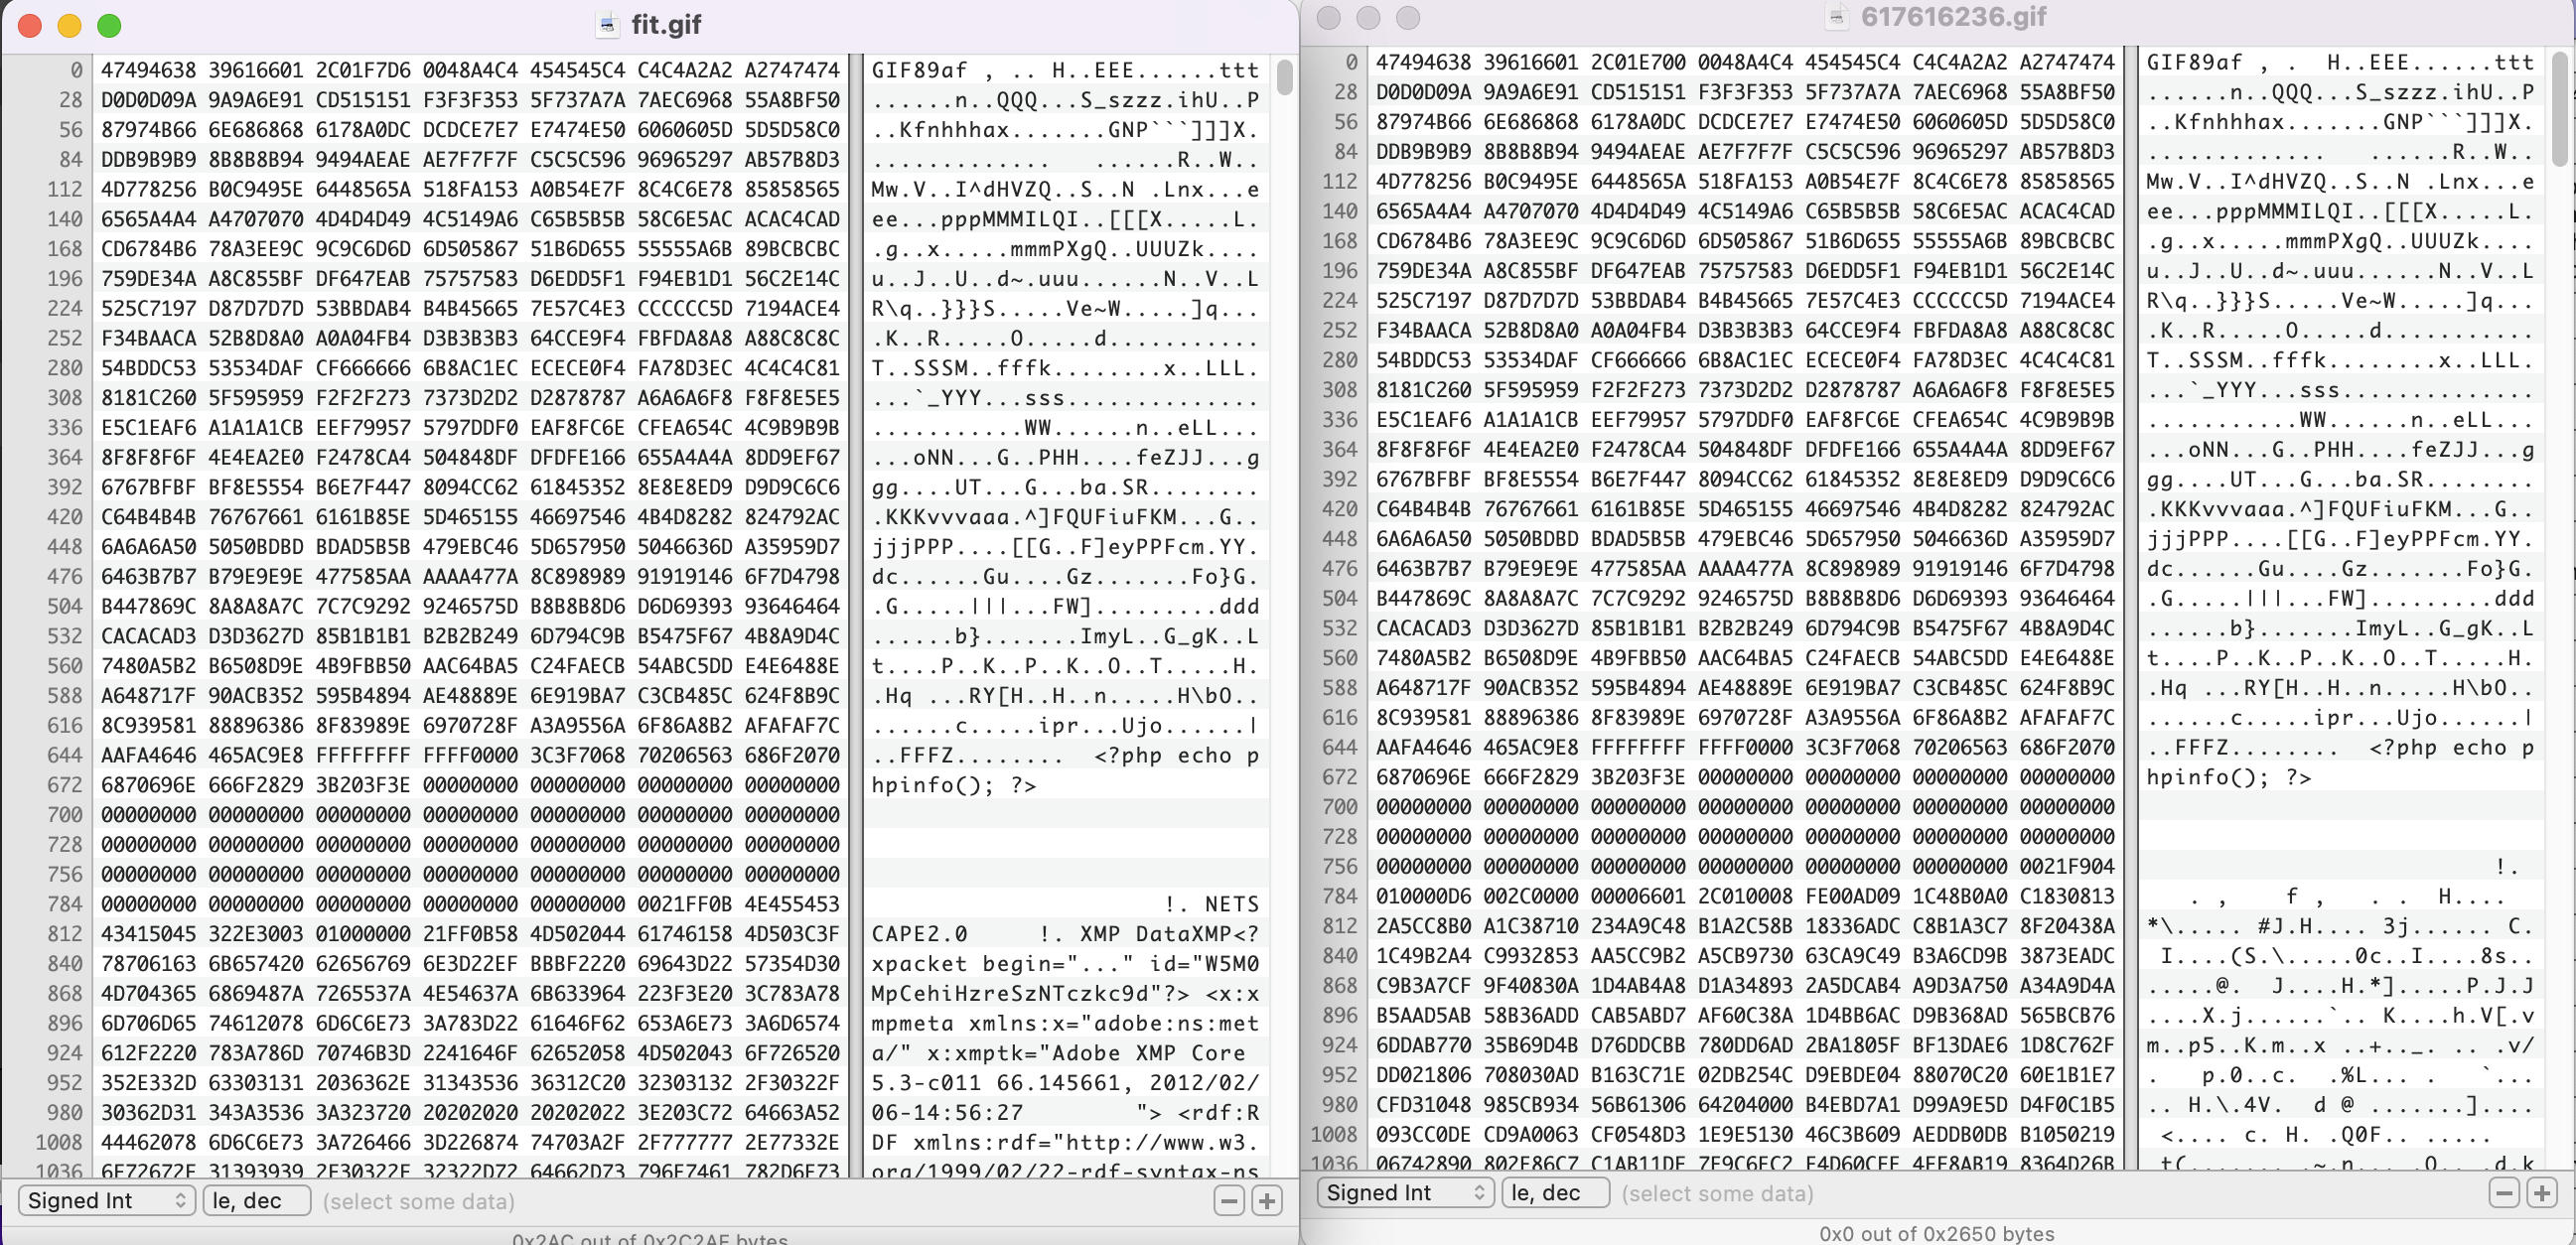 fit.gif
0 47494638 39616601 2C01F7D6 0048A4C4 454545C4 C4C4A2A2 A2747474 GIF89af , .. H..EEE......ttt
28 D0D0D09A 9A9A6E91 CD515151 F3F3F353 5F737A7A 7AEC6968 55A8BF50 ......n..QQQ...S_szzz.ihU..P
56 87974B66 6E686868 6178A0DC DCDCE7E7 E7474E50 6060605D 5D5D58C0 ..Kfnhhhax.......GNP```]]]X.
84 DDB9B9B9 8B8B8B94 9494AEAE AE7F7F7F C5C5C596 96965297 AB57B8D3 ............. ......R..W..
112 4D778256 B0C9495E 6448565A 518FA153 A0B54E7F 8C4C6E78 85858565 Mw.V..I^dHVZQ..S..N .Lnx...e
140 6565A4A4 A4707070 4D4D4D49 4C5149A6 C65B5B5B 58C6E5AC ACAC4CAD ee...pppMMMILQI..[[[X.....L.
168 CD6784B6 78A3EE9C 9C9C6D6D 6D505867 51B6D655 55555A6B 89BCBCBC .g..x.....mmmPXgQ..UUUZk....
196 759DE34A A8C855BF DF647EAB 75757583 D6EDD5F1 F94EB1D1 56C2E14C u..J..U..d~.uuu......N..V..L
224 525C7197 D87D7D7D 53BBDAB4 B4B45665 7E57C4E3 CCCCCC5D 7194ACE4 R\q..}}}S.....Ve~W.....]q...
252 F34BAACA 52B8D8A0 A0A04FB4 D3B3B3B3 64CCE9F4 FBFDA8A8 A88C8C8C .K..R.....O.....d...........
280 54BDDC53 53534DAF CF666666 6B8AC1EC ECECE0F4 FA78D3EC 4C4C4C81 T..SSSM..fffk........x..LLL.
308 8181C260 5F595959 F2F2F273 7373D2D2 D2878787 A6A6A6F8 F8F8E5E5 ...`_YYY...sss..............
336 E5C1EAF6 A1A1A1CB EEF79957 5797DDF0 EAF8FC6E CFEA654C 4C9B9B9B ...........WW......n..eLL...
364 8F8F8F6F 4E4EA2E0 F2478CA4 504848DF DFDFE166 655A4A4A 8DD9EF67 ...oNN...G..PHH....feZJJ...g
392 6767BFBF BF8E5554 B6E7F447 8094CC62 61845352 8E8E8ED9 D9D9C6C6 gg....UT...G...ba.SR........
420 C64B4B4B 76767661 6161B85E 5D465155 46697546 4B4D8282 824792AC .KKKvvvaaa.^]FQUFiuFKM...G..
448 6A6A6A50 5050BDBD BDAD5B5B 479EBC46 5D657950 5046636D A35959D7 jjjPPP....[[G..F]eyPPFcm.YY.
476 6463B7B7 B79E9E9E 477585AA AAAA477A 8C898989 91919146 6F7D4798 dc......Gu....Gz.......Fo}G.
504 B447869C 8A8A8A7C 7C7C9292 9246575D B8B8B8D6 D6D69393 93646464 .G.....|||...FW].........ddd
532 CACACAD3 D3D3627D 85B1B1B1 B2B2B249 6D794C9B B5475F67 4B8A9D4C ......b}.......ImyL..G_gK..L
560 7480A5B2 B6508D9E 4B9FBB50 AAC64BA5 C24FAECB 54ABC5DD E4E6488E t....P..K..P..K..O..T.....H.
588 A648717F 90ACB352 595B4894 AE48889E 6E919BA7 C3CB485C 624F8B9C .Hq ...RY[H..H..n.....H\bO..
616 8C939581 88896386 8F83989E 6970728F A3A9556A 6F86A8B2 AFAFAF7C ......c.....ipr...Ujo......|
644 AAFA4646 465AC9E8 FFFFFFFF FFFF0000 3C3F7068 70206563 686F2070 ..FFFZ........  <?php echo p
672 6870696E 666F2829 3B203F3E 00000000 00000000 00000000 00000000 hpinfo(); ?>
700 00000000 00000000 00000000 00000000 00000000 00000000 00000000
728 00000000 00000000 00000000 00000000 00000000 00000000 00000000
756 00000000 00000000 00000000 00000000 00000000 00000000 00000000
784 00000000 00000000 00000000 00000000 00000000 0021FF0B 4E455453 !. NETS
812 43415045 322E3003 01000000 21FF0B58 4D502044 61746158 4D503C3F CAPE2.0     !. XMP DataXMP<?
840 78706163 6B657420 62656769 6E3D22EF BBBF2220 69643D22 57354D30 xpacket begin="..." id="W5M0
868 4D704365 6869487A 7265537A 4E54637A 6B633964 223F3E20 3C783A78 MpCehiHzreSzNTczkc9d"?> <x:x
896 6D706D65 74612078 6D6C6E73 3A783D22 61646F62 653A6E73 3A6D6574 mpmeta xmlns:x="adobe:ns:met
924 612F2220 783A786D 70746B3D 2241646F 62652058 4D502043 6F726520 a/" x:xmptk="Adobe XMP Core
952 352E332D 63303131 2036362E 31343536 36312C20 32303132 2F30322F 5.3-c011 66.145661, 2012/02/
980 30362D31 343A3536 3A323720 20202020 20202022 3E203C72 64663A52 06-14:56:27        "> <rdf:R
1008 44462078 6D6C6E73 3A726466 3D226874 74703A2F 2F777777 2E77332E DF xmlns:rdf="http://www.w3.
1036 6F72672F 31393939 2F30322F 32322D72 64662D73 796E7461 782D6E73 org/1999/02/22-rdf-syntax-ns
Signed Int le, dec (select some data)
0x2AC out of 0x2C2AF bytes
617616236.gif
0 47494638 39616601 2C01E700 0048A4C4 454545C4 C4C4A2A2 A2747474 GIF89af , .  H..EEE......ttt
28 D0D0D09A 9A9A6E91 CD515151 F3F3F353 5F737A7A 7AEC6968 55A8BF50 ......n..QQQ...S_szzz.ihU..P
56 87974B66 6E686868 6178A0DC DCDCE7E7 E7474E50 6060605D 5D5D58C0 ..Kfnhhhax.......GNP```]]]X.
84 DDB9B9B9 8B8B8B94 9494AEAE AE7F7F7F C5C5C596 96965297 AB57B8D3 ............. ......R..W..
112 4D778256 B0C9495E 6448565A 518FA153 A0B54E7F 8C4C6E78 85858565 Mw.V..I^dHVZQ..S..N .Lnx...e
140 6565A4A4 A4707070 4D4D4D49 4C5149A6 C65B5B5B 58C6E5AC ACAC4CAD ee...pppMMMILQI..[[[X.....L.
168 CD6784B6 78A3EE9C 9C9C6D6D 6D505867 51B6D655 55555A6B 89BCBCBC .g..x.....mmmPXgQ..UUUZk....
196 759DE34A A8C855BF DF647EAB 75757583 D6EDD5F1 F94EB1D1 56C2E14C u..J..U..d~.uuu......N..V..L
224 525C7197 D87D7D7D 53BBDAB4 B4B45665 7E57C4E3 CCCCCC5D 7194ACE4 R\q..}}}S.....Ve~W.....]q...
252 F34BAACA 52B8D8A0 A0A04FB4 D3B3B3B3 64CCE9F4 FBFDA8A8 A88C8C8C .K..R.....O.....d...........
280 54BDDC53 53534DAF CF666666 6B8AC1EC ECECE0F4 FA78D3EC 4C4C4C81 T..SSSM..fffk........x..LLL.
308 8181C260 5F595959 F2F2F273 7373D2D2 D2878787 A6A6A6F8 F8F8E5E5 ...`_YYY...sss..............
336 E5C1EAF6 A1A1A1CB EEF79957 5797DDF0 EAF8FC6E CFEA654C 4C9B9B9B ...........WW......n..eLL...
364 8F8F8F6F 4E4EA2E0 F2478CA4 504848DF DFDFE166 655A4A4A 8DD9EF67 ...oNN...G..PHH....feZJJ...g
392 6767BFBF BF8E5554 B6E7F447 8094CC62 61845352 8E8E8ED9 D9D9C6C6 gg....UT...G...ba.SR........
420 C64B4B4B 76767661 6161B85E 5D465155 46697546 4B4D8282 824792AC .KKKvvvaaa.^]FQUFiuFKM...G..
448 6A6A6A50 5050BDBD BDAD5B5B 479EBC46 5D657950 5046636D A35959D7 jjjPPP....[[G..F]eyPPFcm.YY.
476 6463B7B7 B79E9E9E 477585AA AAAA477A 8C898989 91919146 6F7D4798 dc......Gu....Gz.......Fo}G.
504 B447869C 8A8A8A7C 7C7C9292 9246575D B8B8B8D6 D6D69393 93646464 .G.....|||...FW].........ddd
532 CACACAD3 D3D3627D 85B1B1B1 B2B2B249 6D794C9B B5475F67 4B8A9D4C ......b}.......ImyL..G_gK..L
560 7480A5B2 B6508D9E 4B9FBB50 AAC64BA5 C24FAECB 54ABC5DD E4E6488E t....P..K..P..K..O..T.....H.
588 A648717F 90ACB352 595B4894 AE48889E 6E919BA7 C3CB485C 624F8B9C .Hq ...RY[H..H..n.....H\bO..
616 8C939581 88896386 8F83989E 6970728F A3A9556A 6F86A8B2 AFAFAF7C ......c.....ipr...Ujo......|
644 AAFA4646 465AC9E8 FFFFFFFF FFFF0000 3C3F7068 70206563 686F2070 ..FFFZ........  <?php echo p
672 6870696E 666F2829 3B203F3E 00000000 00000000 00000000 00000000 hpinfo(); ?>
700 00000000 00000000 00000000 00000000 00000000 00000000 00000000
728 00000000 00000000 00000000 00000000 00000000 00000000 00000000
756 00000000 00000000 00000000 00000000 00000000 00000000 0021F904 !.
784 010000D6 002C0000 00006601 2C010008 FE00AD09 1C48B0A0 C1830813 . ,    f ,   . .  H....
812 2A5CC8B0 A1C38710 234A9C48 B1A2C58B 18336ADC C8B1A3C7 8F20438A *\..... #J.H.... 3j...... C.
840 1C49B2A4 C9932853 AA5CC9B2 A5CB9730 63CA9C49 B3A6CD9B 3873EADC I....(S.\.....0c..I....8s..
868 C9B3A7CF 9F40830A 1D4AB4A8 D1A34893 2A5DCAB4 A9D3A750 A34A9D4A .....@.  J....H.*].....P.J.J
896 B5AAD5AB 58B36ADD CAB5ABD7 AF60C38A 1D4BB6AC D9B368AD 565BCB76 ....X.j......`.. K....h.V[.v
924 6DDAB770 35B69D4B D76DDCBB 780DD6AD 2BA1805F BF13DAE6 1D8C762F m..p5..K.m..x ..+.._. .. .v/
952 DD021806 708030AD B163C71E 02DB254C D9EBDE04 88070C20 60E1B1E7 .   p.0..c.  .%L... .   `...
980 CFD31048 985CB934 56B61306 64204000 B4EBD7A1 D99A9E5D D4F0C1B5 .. H.\.4V.  d @ .......]....
1008 093CC0DE CD9A0063 CF0548D3 1E9E5130 46C3B609 AEDDB0DB B1050219 <.... c. H. .Q0F.. .....
Signed Int le, dec (select some data)
0x0 out of 0x2650 bytes